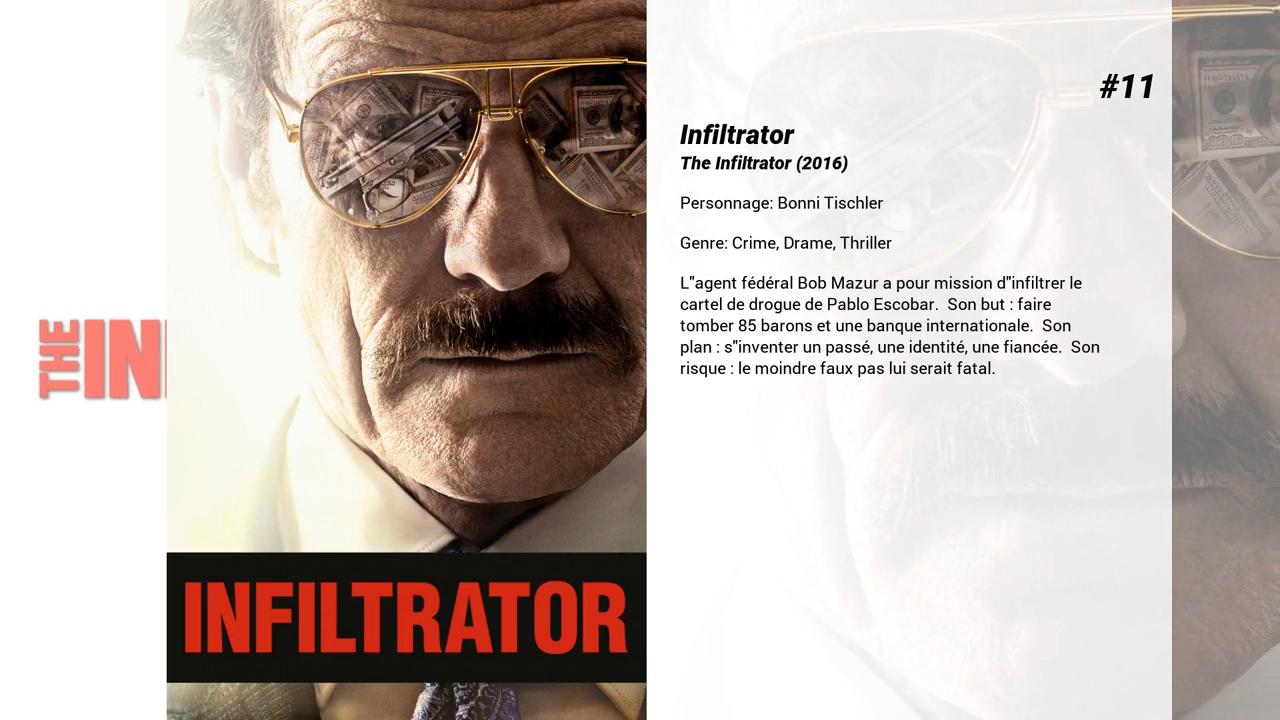 #11
Infiltrator
The Infiltrator (2016)
Personnage: Bonni Tischler
Genre: Crime, Drame, Thriller
L"agent fédéral Bob Mazur a pour mission d"infiltrer le
cartel de drogue de Pablo Escobar.  Son but : faire
tomber 85 barons et une banque internationale.  Son
plan : s"inventer un passé, une identité, une fiancée.  Son
risque : le moindre faux pas lui serait fatal.
THE
INFILTRATOR